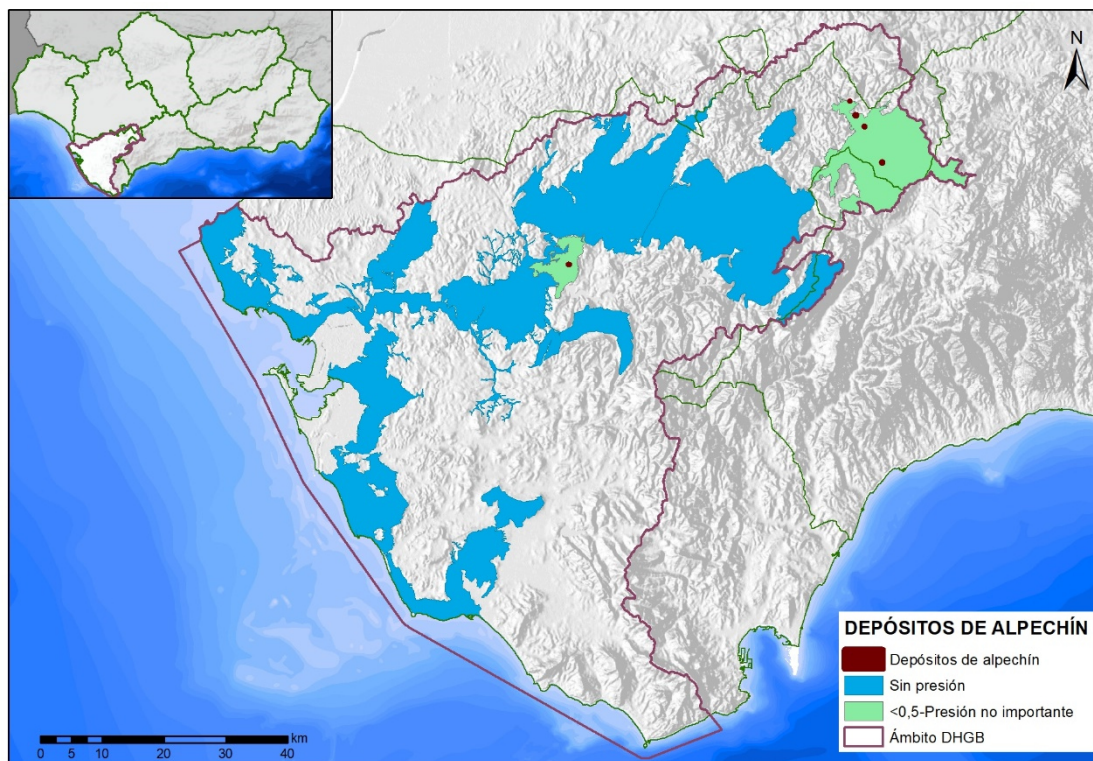 N
DEPÓSITOS DE ALPECHÍN
Depósitos de alpechín
Sin presión
<0,5-Presión no importante
Ámbito DHGB
km
0 5 10 20 30 40